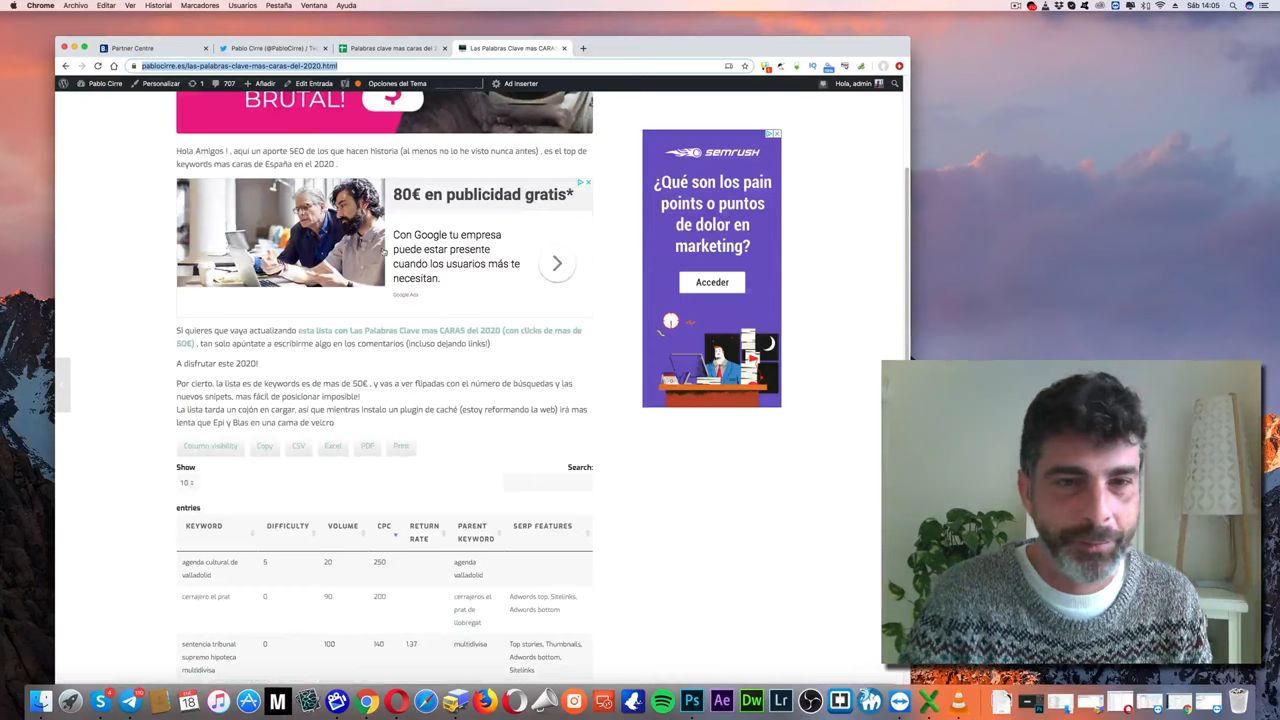 Chrome Archivo Editar Ver Historial Marcadores Usuarios Pestaña Ventana Ayuda
Sáb 14:05
Partner Centre
Pablo Cirre (@PabloCirre) / Tw
Palabras clave mas caras del 2
Las Palabras Clave mas CARA
pablocirre.es/las-palabras-clave-mas-caras-del-2020.html
Pablo Cirre Personalizar 1 707 Añadir Edit Entrada Opciones del Tema Ad Inserter Hola, admin
BRUTAL!
Hola Amigos ! , aqui un aporte SEO de los que hacen historia (al menos no lo he visto nunca antes) , es el top de
keywords mas caras de España en el 2020 .
80€ en publicidad gratis*
Con Google tu empresa
puede estar presente
cuando los usuarios más te
necesitan.
Google Ads
SEMRUSH
¿Qué son los pain
points o puntos
de dolor en
marketing?
Acceder
Si quieres que vaya actualizando esta lista con Las Palabras Clave mas CARAS del 2020 (con clicks de mas de
50€) , tan solo apúntate a escribirme algo en los comentarios (incluso dejando links!)
A disfrutar este 2020!
Por cierto, la lista es de keywords es de mas de 50€ , y vas a ver flipadas con el número de búsquedas y las
nuevos snipets, mas fácil de posicionar imposible!
La lista tarda un cojón en cargar, así que mientras instalo un plugin de caché (estoy reformando la web) irá mas
lenta que Epi y Blas en una cama de velcro
Column visibility Copy CSV Excel PDF Print
Show Search:
10
entries
KEYWORD DIFFICULTY VOLUME CPC RETURN RATE PARENT KEYWORD SERP FEATURES
agenda cultural de valladolid 5 20 250 agenda valladolid
cerrajero el prat 0 90 200 cerrajeros el prat de llobregat Adwords top, Sitelinks, Adwords bottom
sentencia tribunal supremo hipoteca multidivisa 0 100 140 1.37 multidivisa Top stories, Thumbnails, Adwords bottom, Sitelinks